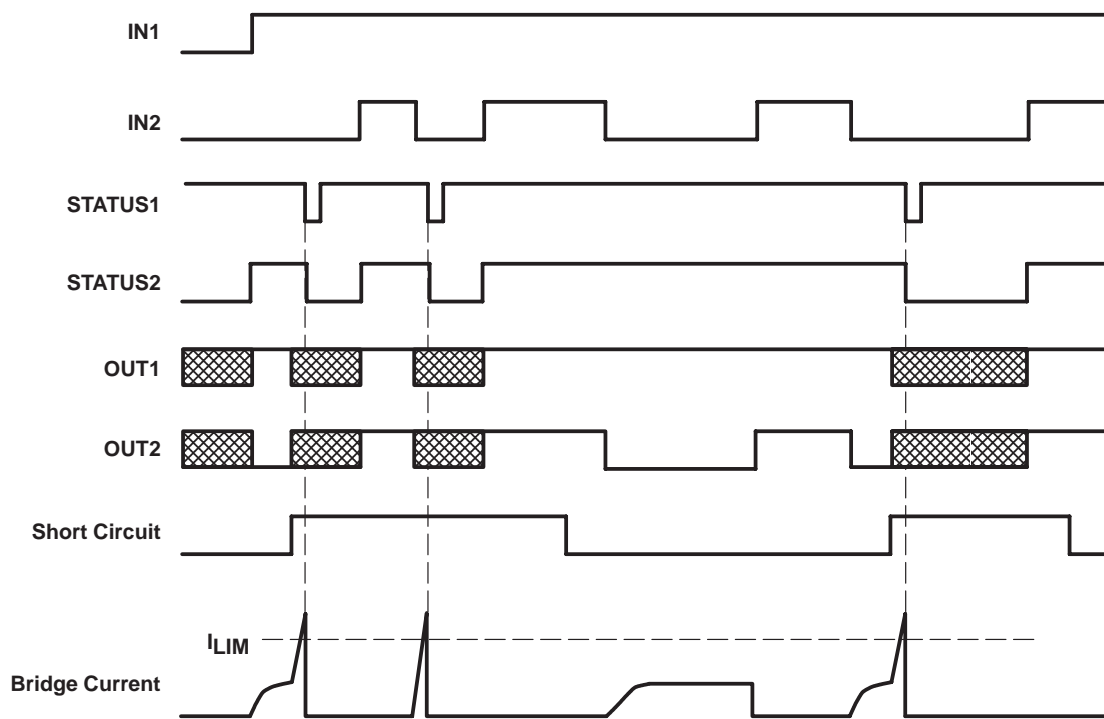 IN1
IN2
STATUS1
STATUS2
OUT1
OUT2
Short Circuit
ILIM
Bridge Current